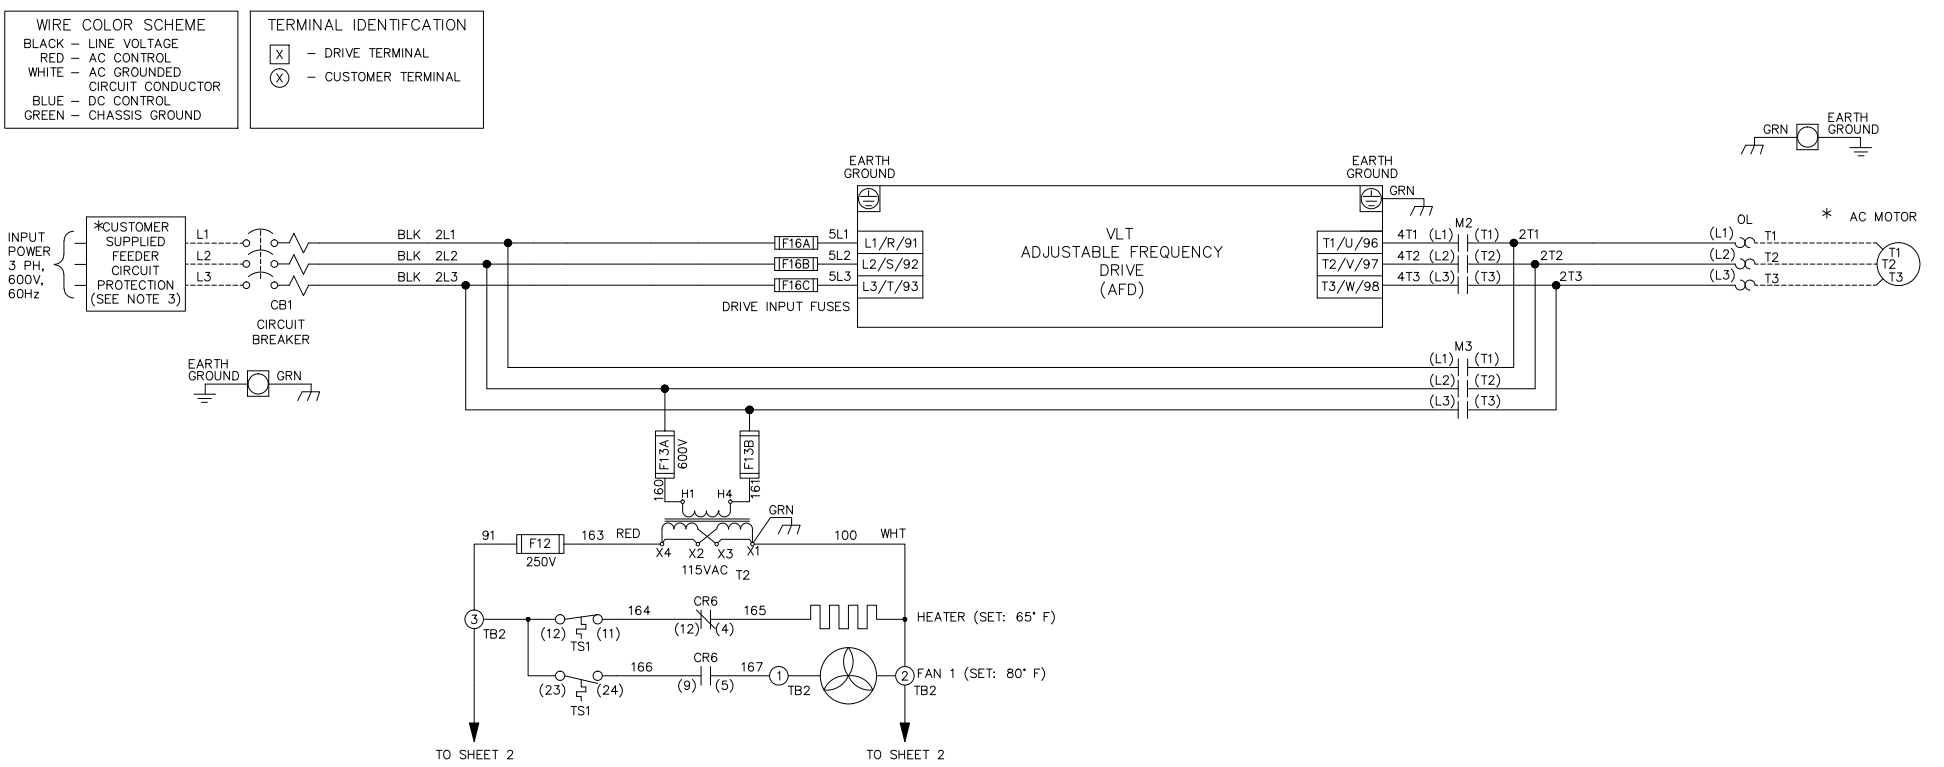 WIRE COLOR SCHEME
BLACK – LINE VOLTAGE
RED – AC CONTROL
WHITE – AC GROUNDED
CIRCUIT CONDUCTOR
BLUE – DC CONTROL
GREEN – CHASSIS GROUND
TERMINAL IDENTIFCATION
X – DRIVE TERMINAL
X – CUSTOMER TERMINAL
INPUT
POWER
3 PH,
600V,
60Hz
*CUSTOMER
SUPPLIED
FEEDER
CIRCUIT
PROTECTION
(SEE NOTE 3)
L1
L2
L3
CB1
CIRCUIT
BREAKER
EARTH
GROUND
GRN
BLK 2L1
BLK 2L2
BLK 2L3
F16A 5L1
F16B 5L2
F16C 5L3
DRIVE INPUT FUSES
EARTH
GROUND
L1/R/91
L2/S/92
L3/T/93
VLT
ADJUSTABLE FREQUENCY
DRIVE
(AFD)
EARTH
GROUND
GRN
T1/U/96
T2/V/97
T3/W/98
M2
4T1 (L1) (T1) 2T1
4T2 (L2) (T2) 2T2
4T3 (L3) (T3) 2T3
M3
(L1) (T1)
(L2) (T2)
(L3) (T3)
GRN
EARTH
GROUND
OL
(L1) T1
(L2) T2
(L3) T3
* AC MOTOR
T1
T2
T3
F13A
600V
F13B
160
161
H1 H4
GRN
91 F12 163 RED
250V
X4 X2 X3 X1
115VAC T2
100 WHT
3
TB2
(12) (11)
TS1
164
CR6
(12) (4)
165
HEATER (SET: 65° F)
(23) (24)
TS1
166
CR6
(9) (5)
167
1
TB2
2
TB2
FAN 1 (SET: 80° F)
TO SHEET 2
TO SHEET 2